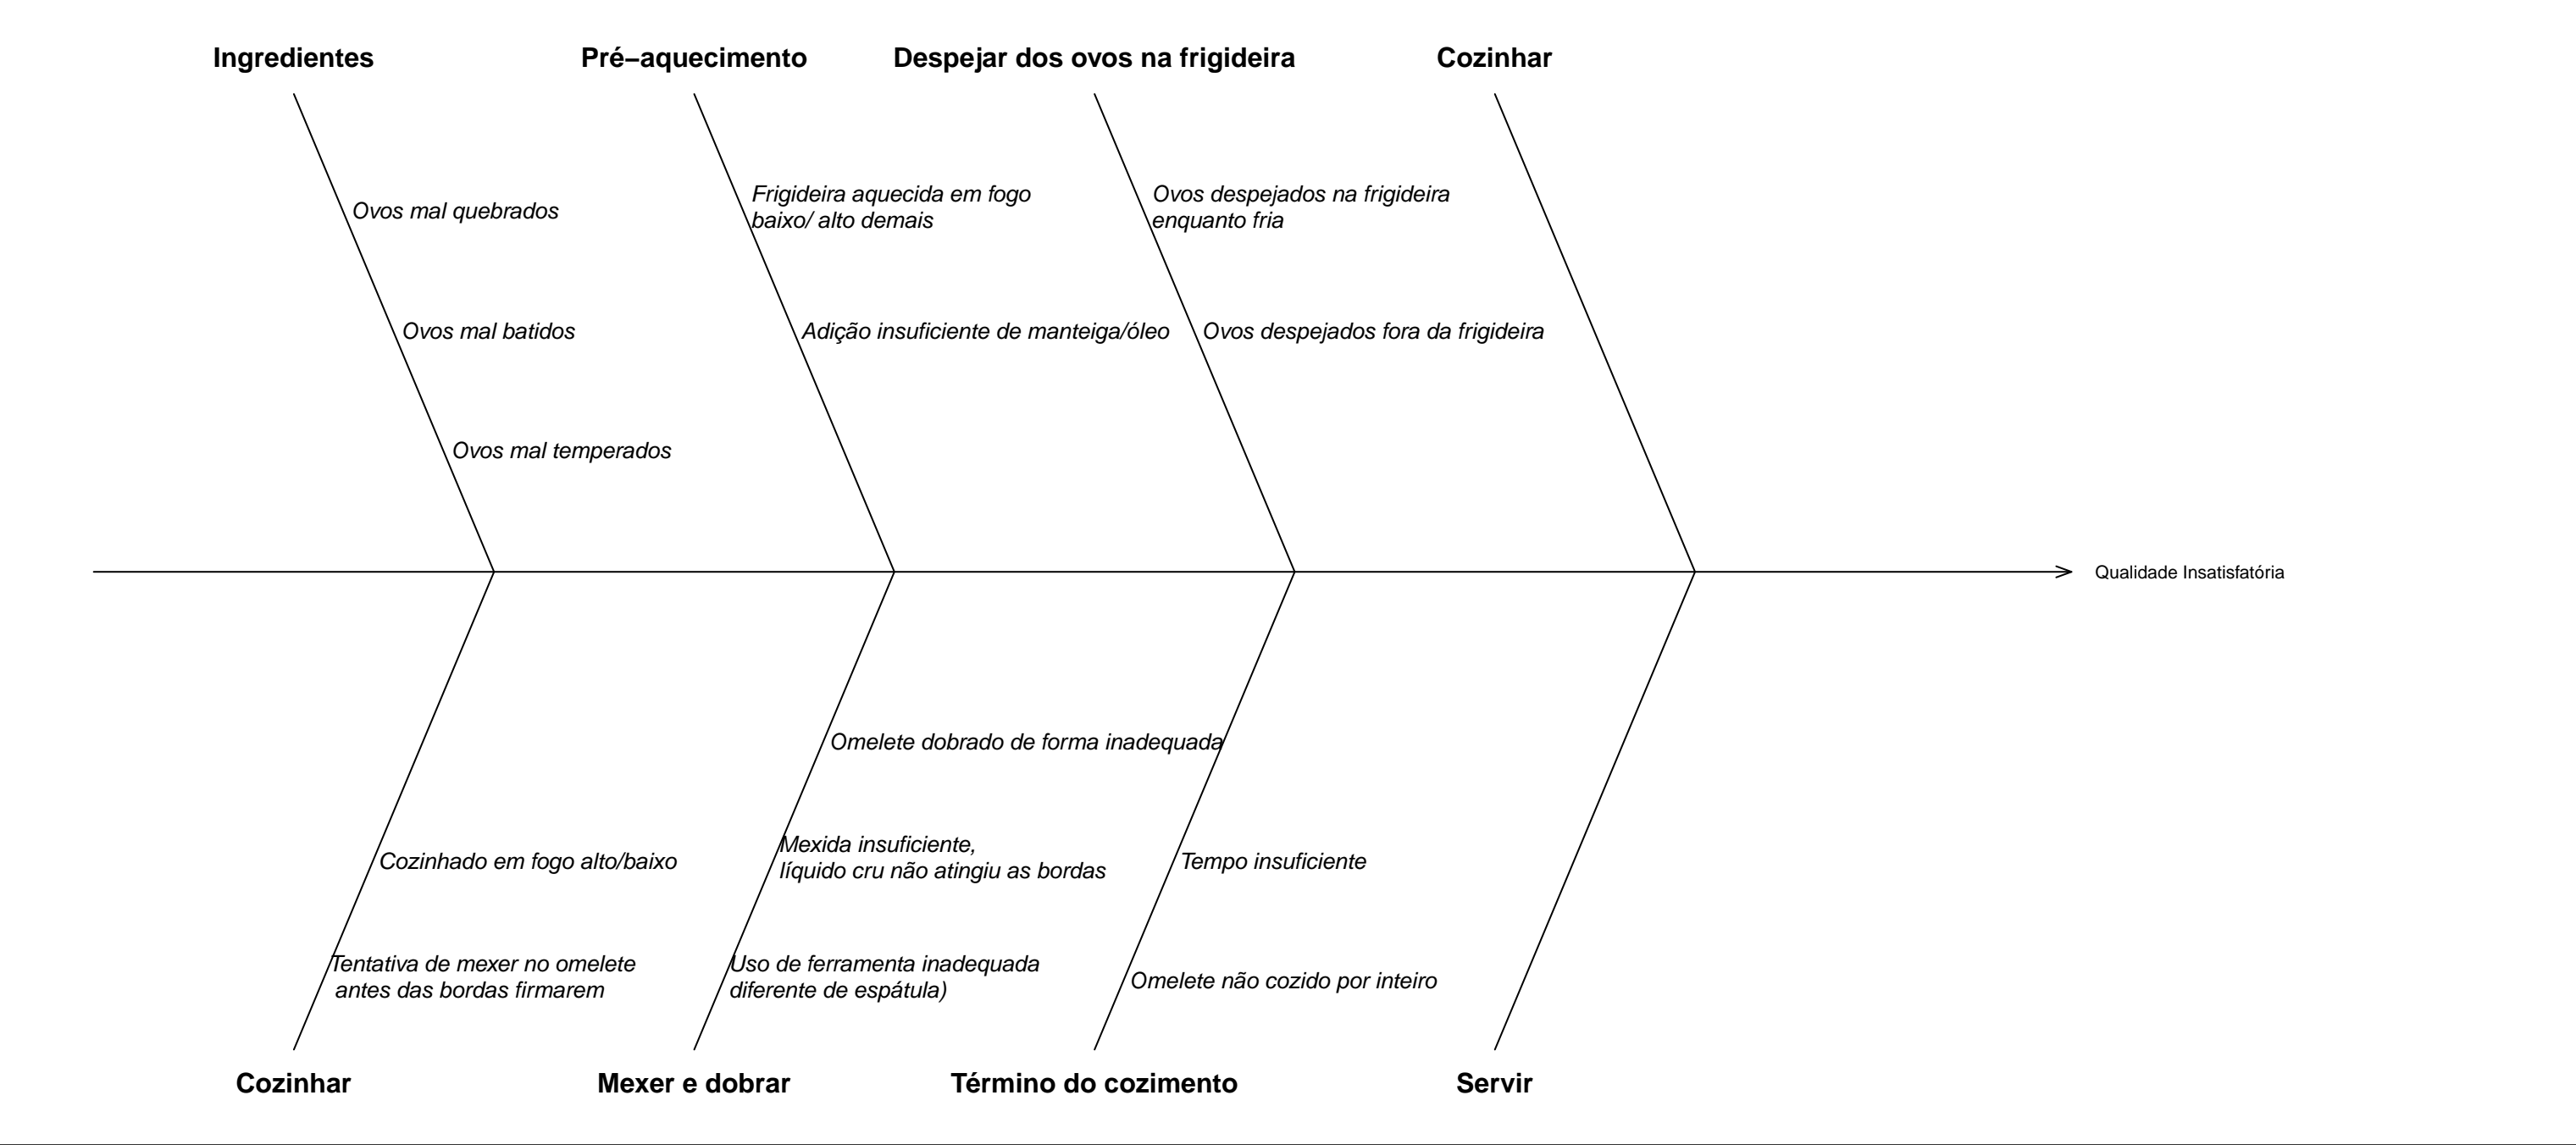 Ingredientes
Pré−aquecimento
Despejar dos ovos na frigideira
Cozinhar
Ovos mal quebrados
Ovos mal batidos
Ovos mal temperados
Frigideira aquecida em fogo
baixo/ alto demais
Adição insuficiente de manteiga/óleo
Ovos despejados na frigideira
enquanto fria
Ovos despejados fora da frigideira
Qualidade Insatisfatória
Cozinhado em fogo alto/baixo
Tentativa de mexer no omelete
antes das bordas firmarem
Omelete dobrado de forma inadequada
Mexida insuficiente,
líquido cru não atingiu as bordas
Uso de ferramenta inadequada
diferente de espátula)
Tempo insuficiente
Omelete não cozido por inteiro
Cozinhar
Mexer e dobrar
Término do cozimento
Servir